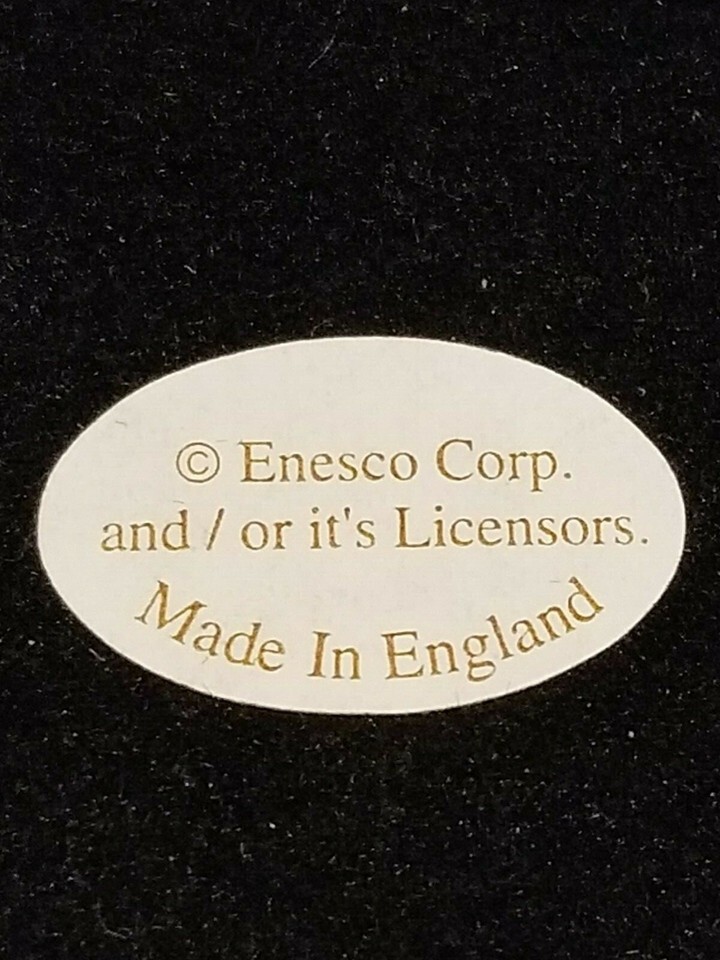 © Enesco Corp.
and / or it's Licensors.
Made In England